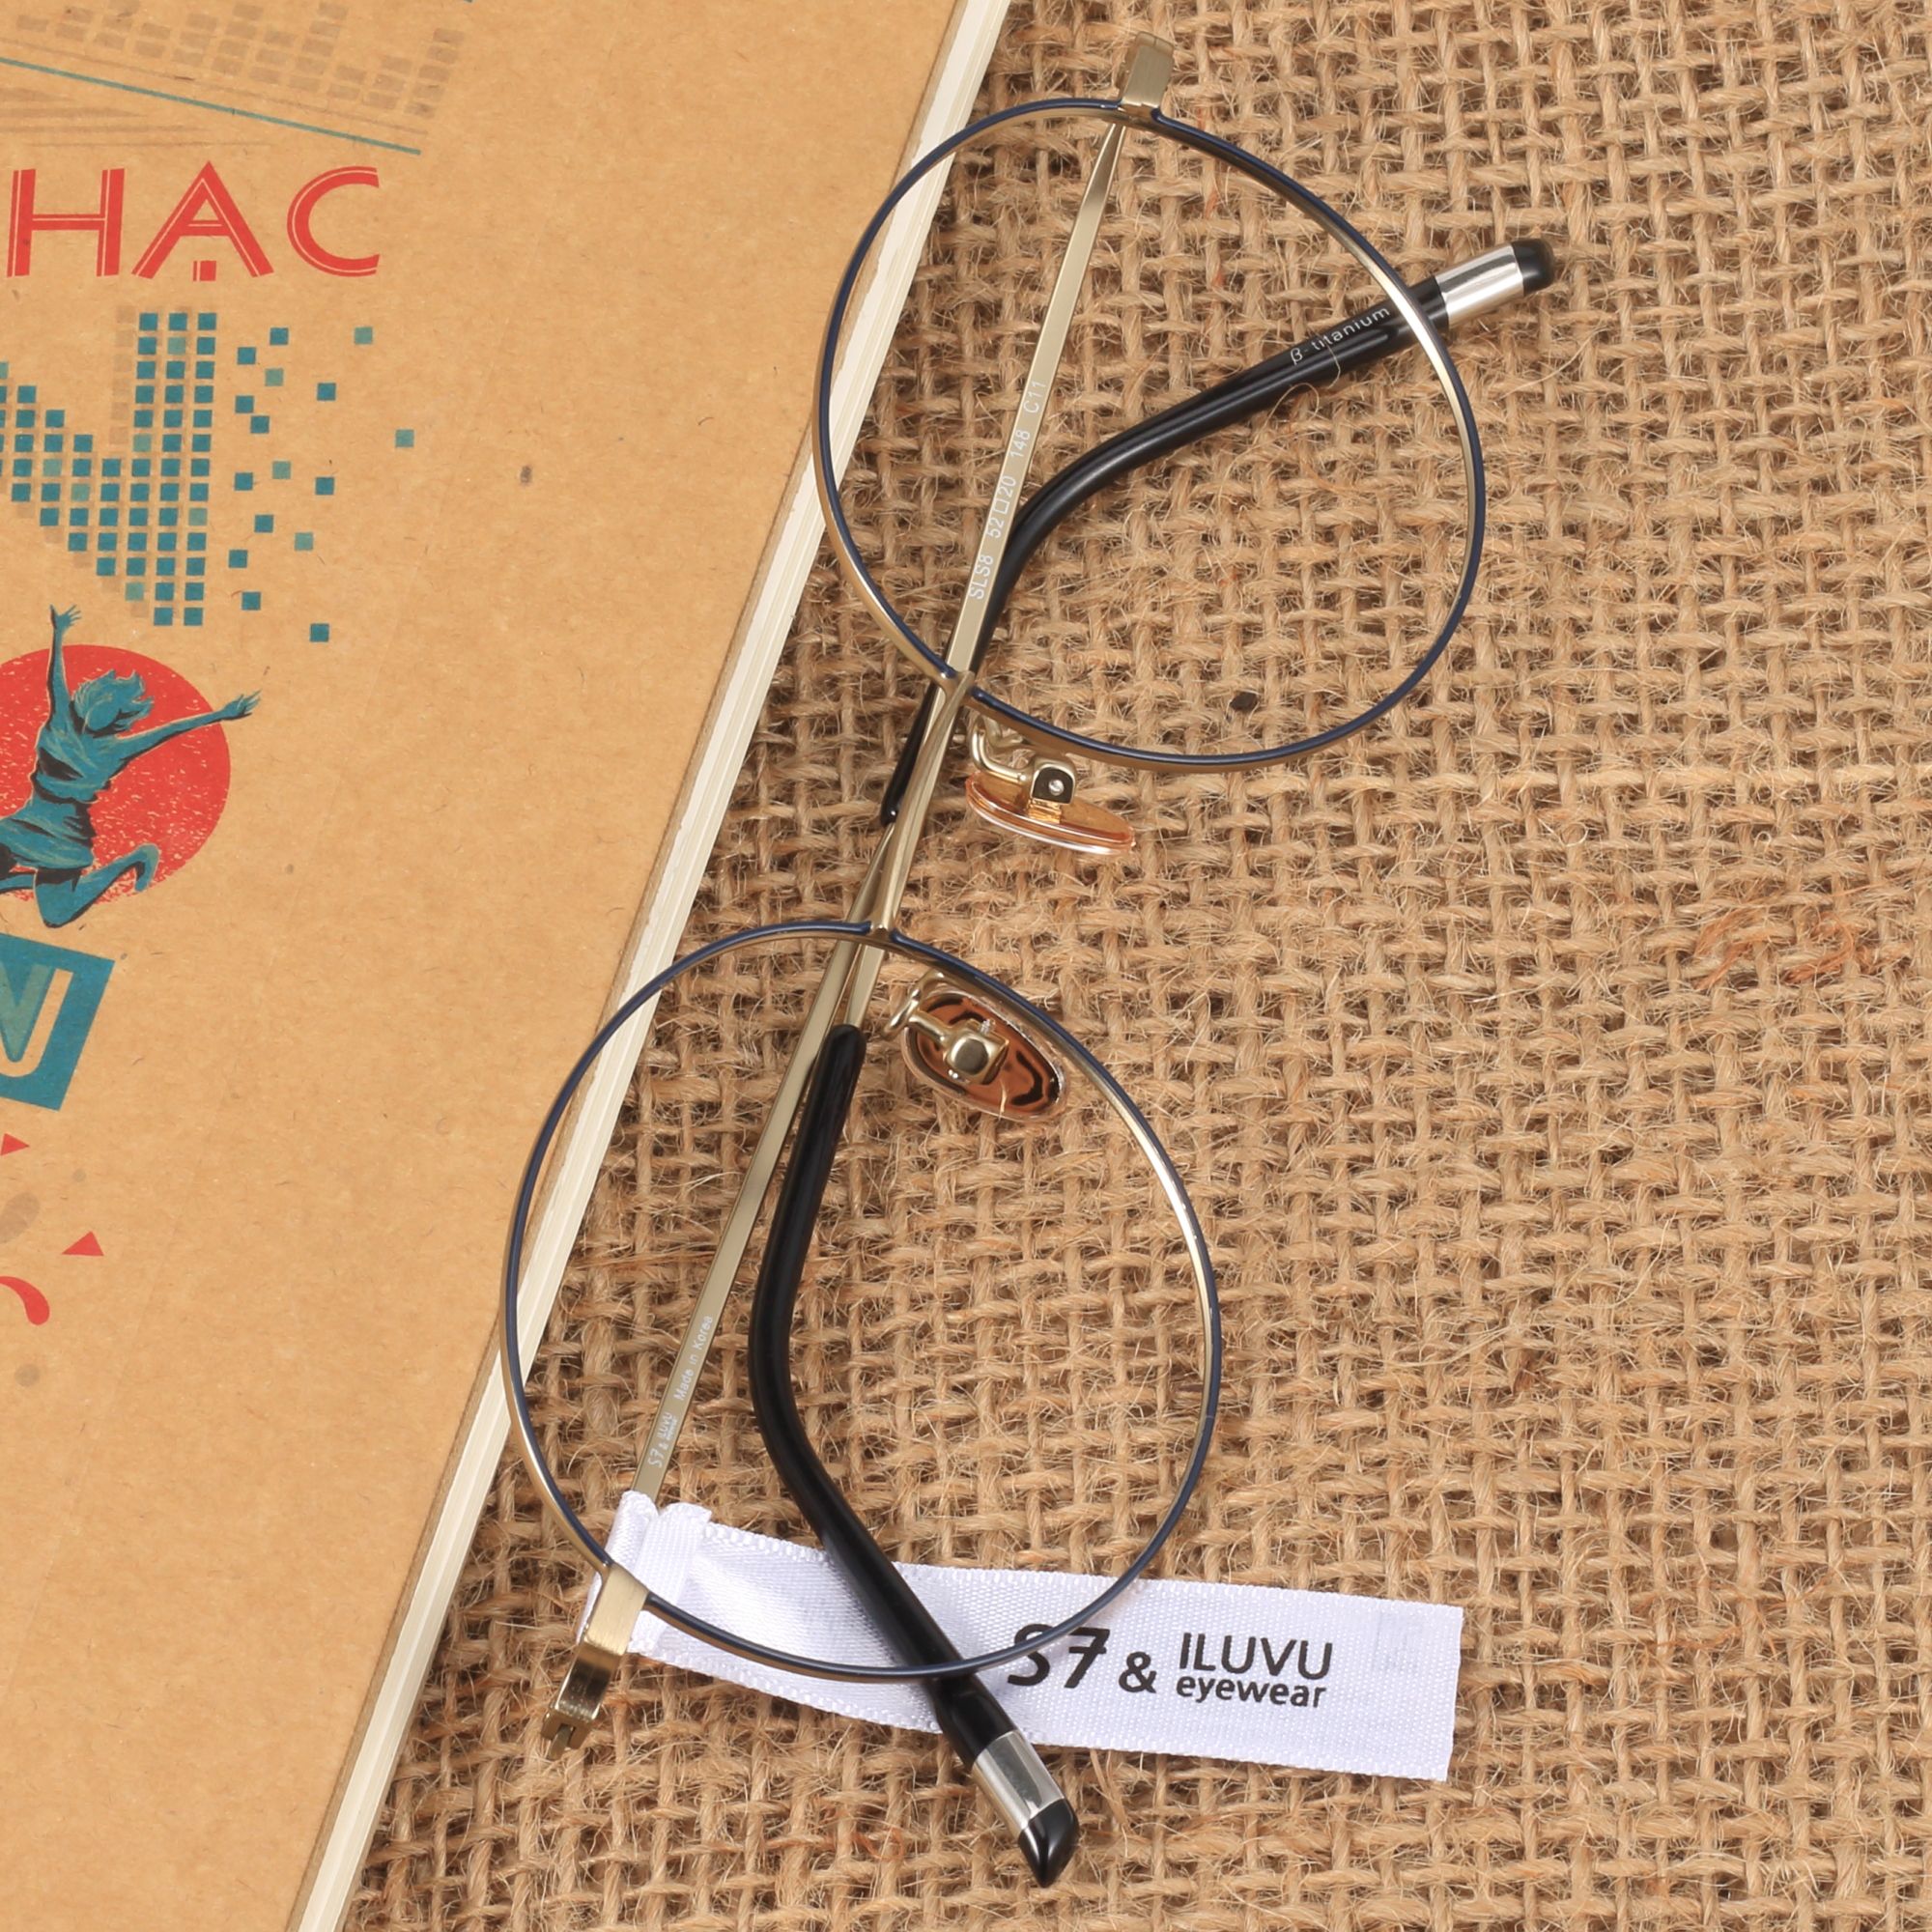 HẠC
β-titanium
SLS8 52□20 148 C11
S7 & ILUVU Made in Korea
S7 & ILUVU
eyewear